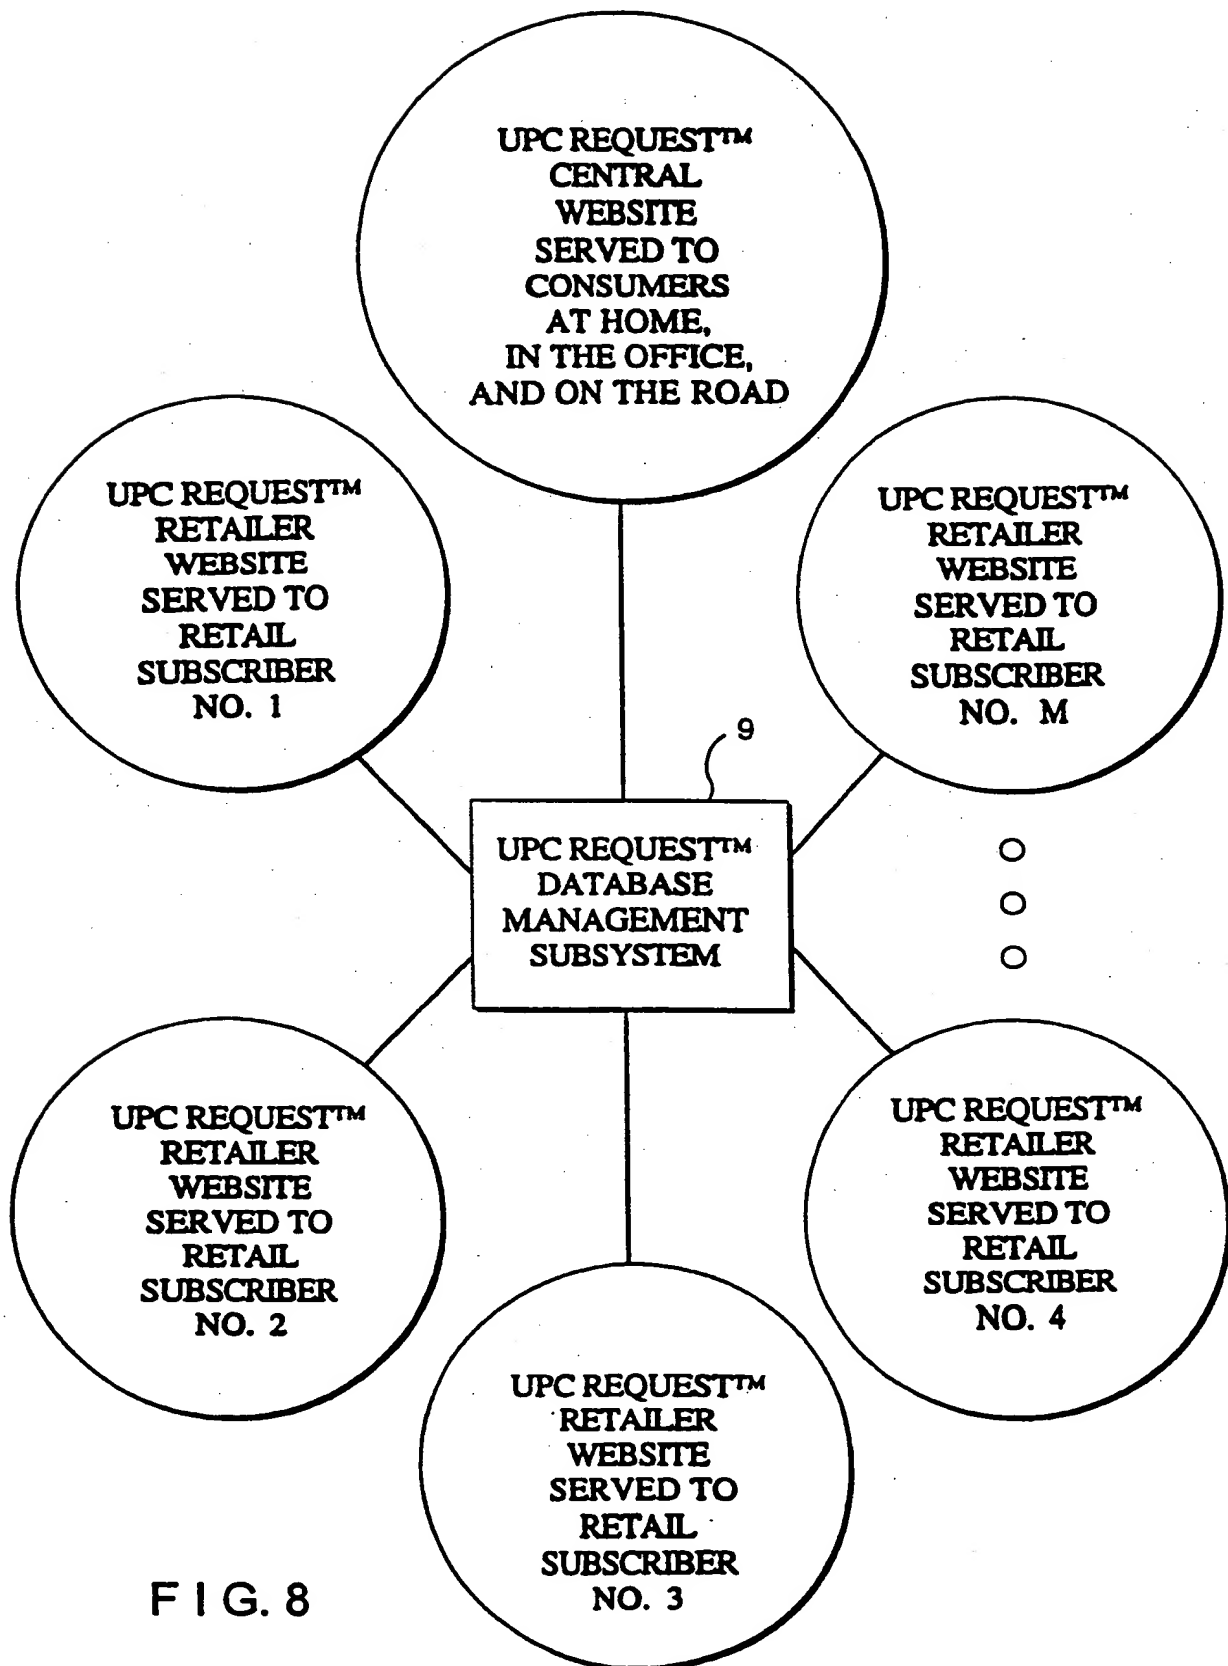 UPC REQUEST™
CENTRAL
WEBSITE
SERVED TO
CONSUMERS
AT HOME,
IN THE OFFICE,
AND ON THE ROAD
UPC REQUEST™
RETAILER
WEBSITE
SERVED TO
RETAIL
SUBSCRIBER
NO. 1
UPC REQUEST™
RETAILER
WEBSITE
SERVED TO
RETAIL
SUBSCRIBER
NO. M
9
UPC REQUEST™
DATABASE
MANAGEMENT
SUBSYSTEM
UPC REQUEST™
RETAILER
WEBSITE
SERVED TO
RETAIL
SUBSCRIBER
NO. 2
UPC REQUEST™
RETAILER
WEBSITE
SERVED TO
RETAIL
SUBSCRIBER
NO. 4
UPC REQUEST™
RETAILER
WEBSITE
SERVED TO
RETAIL
SUBSCRIBER
NO. 3
FIG. 8